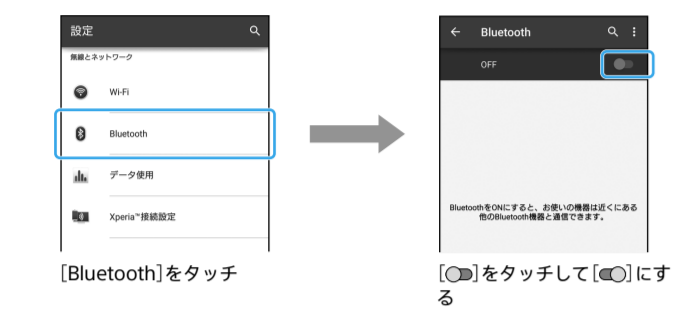 設定
無線とネットワーク
Wi-Fi
Bluetooth
データ使用
Xperia™接続設定
[Bluetooth]をタッチ
Bluetooth
OFF
BluetoothをONにすると、お使いの機器は近くにある
他のBluetooth機器と通信できます。
[ ]をタッチして[ ]にす
る